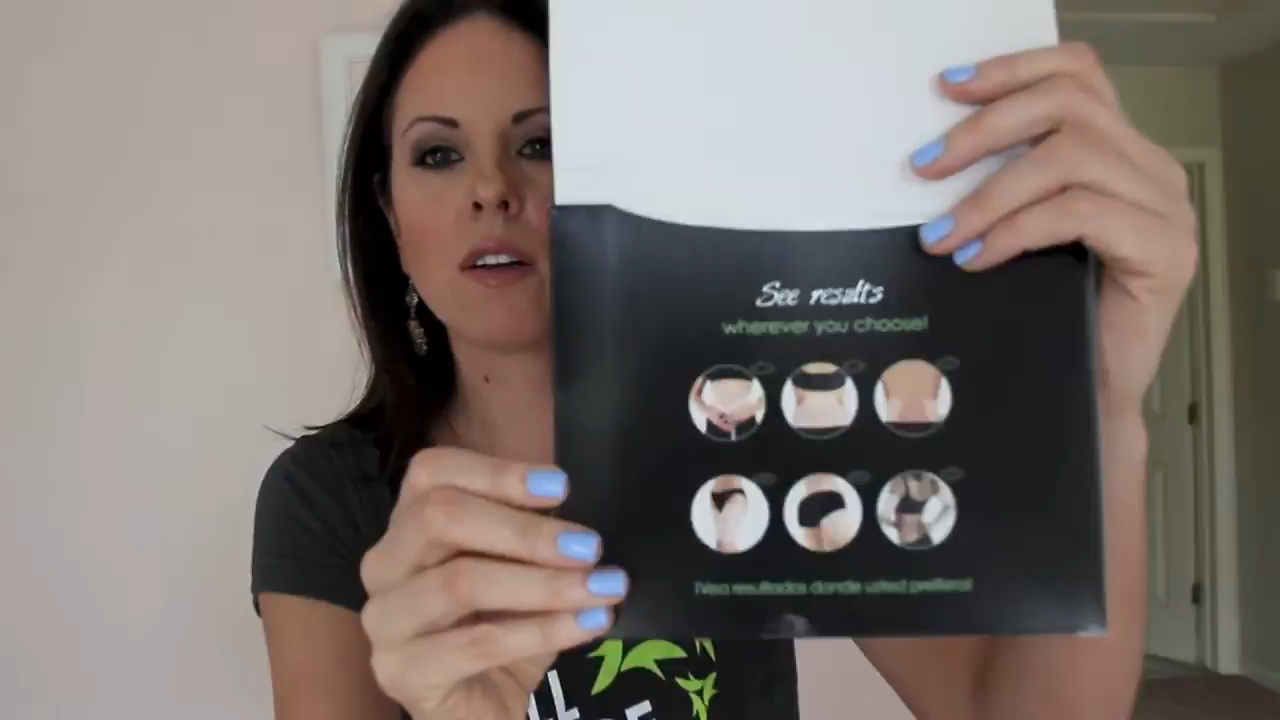 See results
wherever you choose!
¡Vea resultados donde usted prefiera!